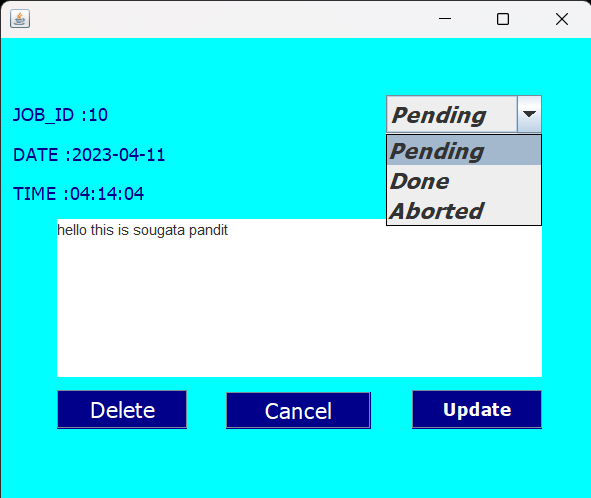 JOB_ID :10
Pending
Pending
Done
Aborted
DATE :2023-04-11
TIME :04:14:04
hello this is sougata pandit
Delete
Cancel
Update